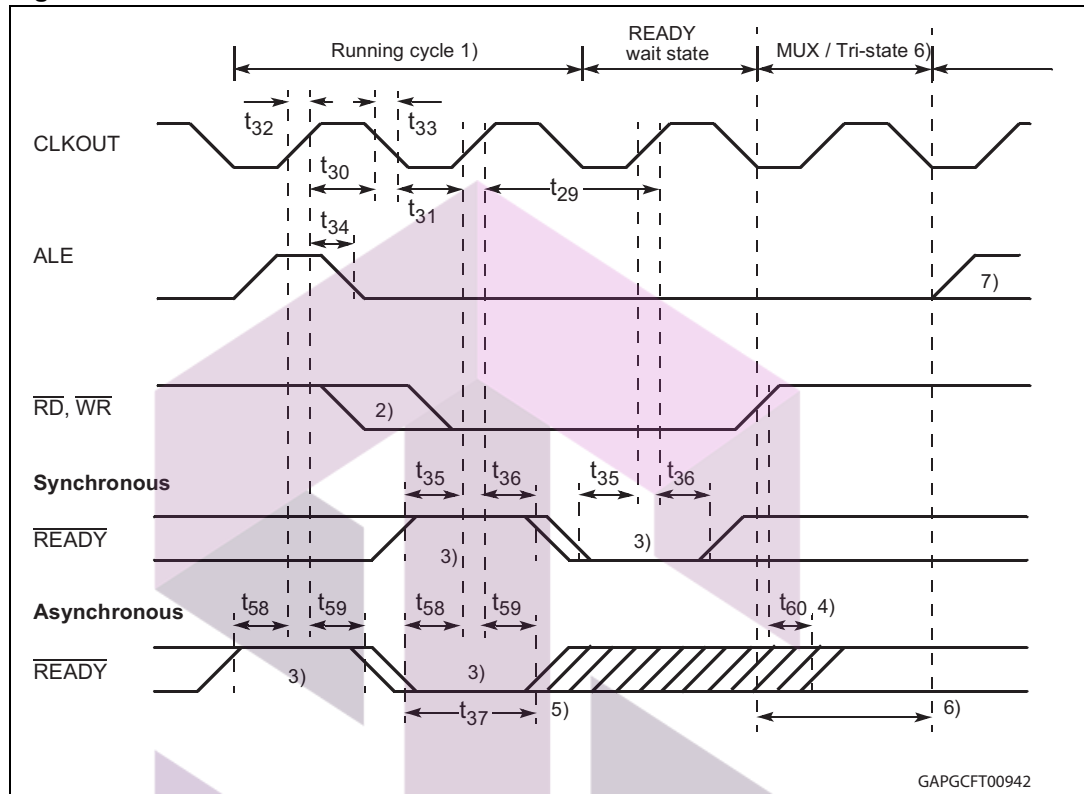 READY
Running cycle 1) wait state MUX / Tri-state 6)
t32 t33
CLKOUT
t30 t31 t29
t34
ALE
7)
RD, WR 2)
Synchronous t35 t36 t35 t36
READY 3) 3)
Asynchronous t58 t59 t58 t59 t60 4)
READY 3) 3)
t37 5) 6)
GAPGCFT00942